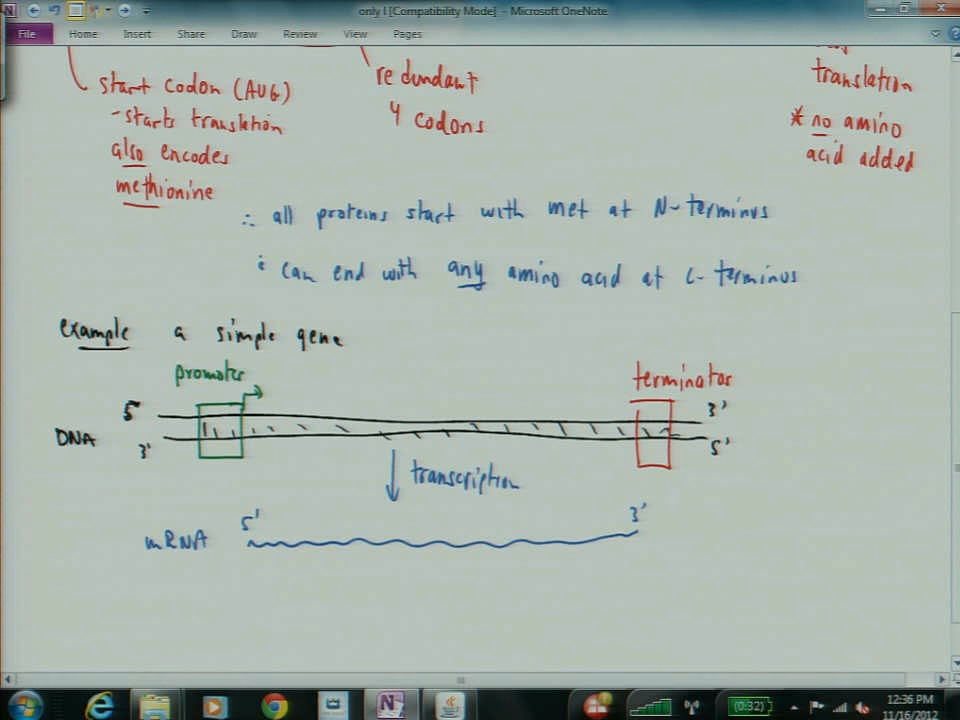 only I [Compatibility Mode] - Microsoft OneNote
File Home Insert Share Draw Review View Pages
start codon (AUG)
- starts translation
also encodes
methionine
redundant
4 codons
translation
* no amino
acid added
∴ all proteins start with met at N-terminus
can end with any amino acid at C-terminus
example a simple gene
promoter
terminator
5'
3'
DNA
3'
5'
transcription
mRNA
5'
3'
(0:32)
12:36 PM
11/16/2012